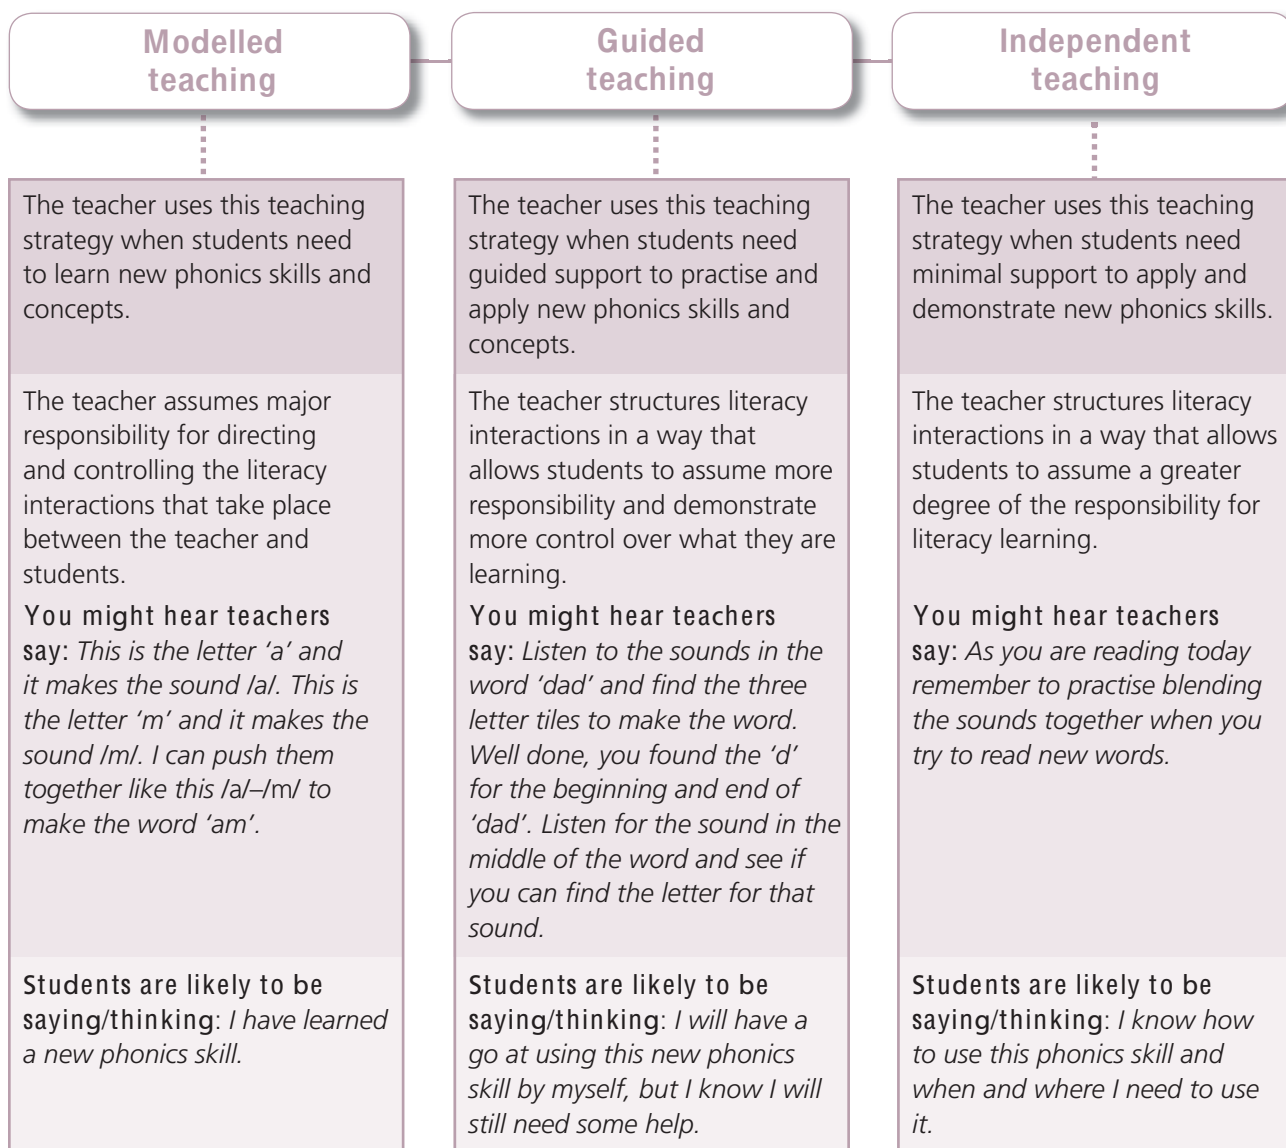 Modelled
teaching
Guided
teaching
Independent
teaching
The teacher uses this teaching
strategy when students need
to learn new phonics skills and
concepts.
The teacher assumes major
responsibility for directing
and controlling the literacy
interactions that take place
between the teacher and
students.
You might hear teachers
say: This is the letter ‘a’ and
it makes the sound /a/. This is
the letter ‘m’ and it makes the
sound /m/. I can push them
together like this /a/–/m/ to
make the word ‘am’.
Students are likely to be
saying/thinking: I have learned
a new phonics skill.
The teacher uses this teaching
strategy when students need
guided support to practise and
apply new phonics skills and
concepts.
The teacher structures literacy
interactions in a way that
allows students to assume more
responsibility and demonstrate
more control over what they are
learning.
You might hear teachers
say: Listen to the sounds in the
word ‘dad’ and find the three
letter tiles to make the word.
Well done, you found the ‘d’
for the beginning and end of
‘dad’. Listen for the sound in the
middle of the word and see if
you can find the letter for that
sound.
Students are likely to be
saying/thinking: I will have a
go at using this new phonics
skill by myself, but I know I will
still need some help.
The teacher uses this teaching
strategy when students need
minimal support to apply and
demonstrate new phonics skills.
The teacher structures literacy
interactions in a way that allows
students to assume a greater
degree of the responsibility for
literacy learning.
You might hear teachers
say: As you are reading today
remember to practise blending
the sounds together when you
try to read new words.
Students are likely to be
saying/thinking: I know how
to use this phonics skill and
when and where I need to use
it.